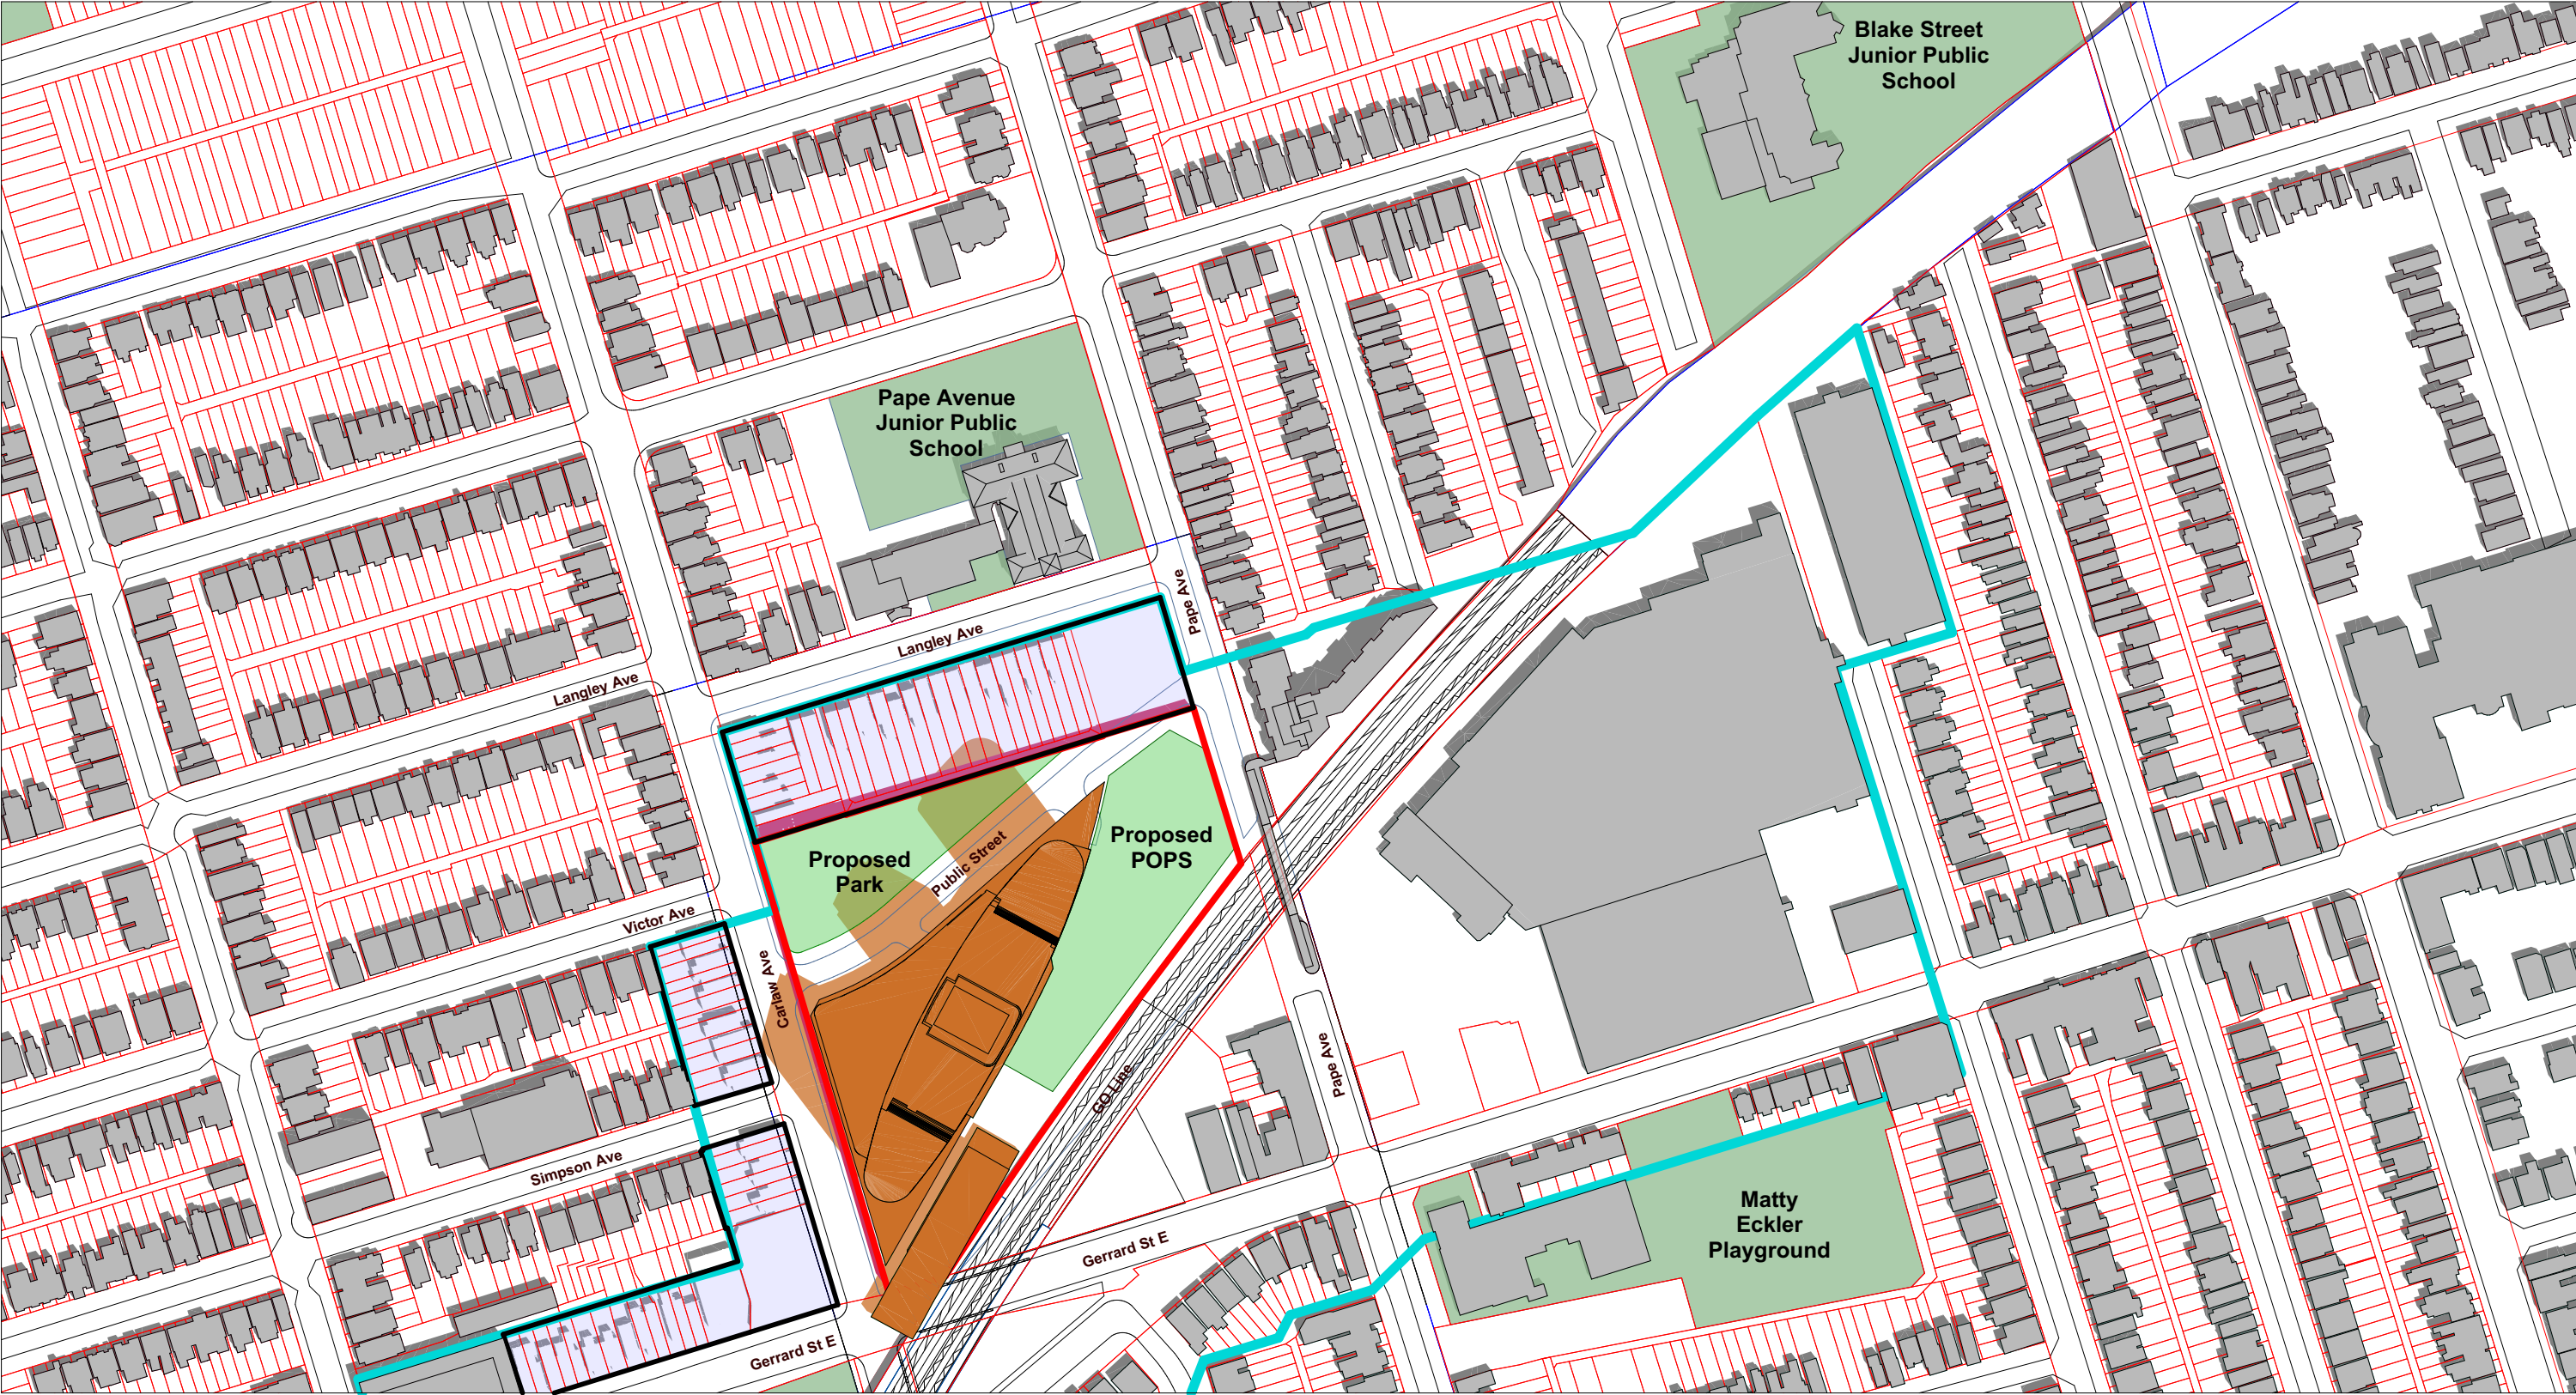 Blake Street
Junior Public
School
Pape Avenue
Junior Public
School
Pape Ave
Langley Ave
Langley Ave
Proposed
POPS
Proposed
Park
Public Street
Victor Ave
Carlaw Ave
Pape Ave
GO Line
Simpson Ave
Matty
Eckler
Playground
Gerrard St E
Gerrard St E